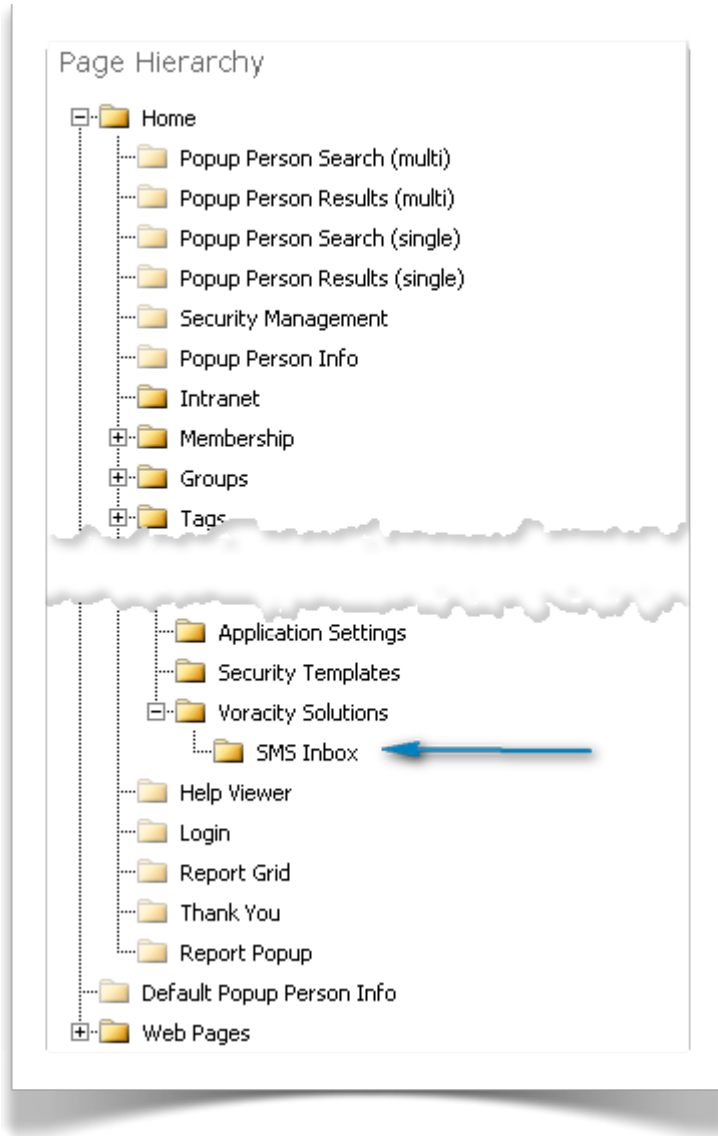 Page Hierarchy
Home
Popup Person Search (multi)
Popup Person Results (multi)
Popup Person Search (single)
Popup Person Results (single)
Security Management
Popup Person Info
Intranet
Membership
Groups
Tags
Application Settings
Security Templates
Voracity Solutions
SMS Inbox
Help Viewer
Login
Report Grid
Thank You
Report Popup
Default Popup Person Info
Web Pages